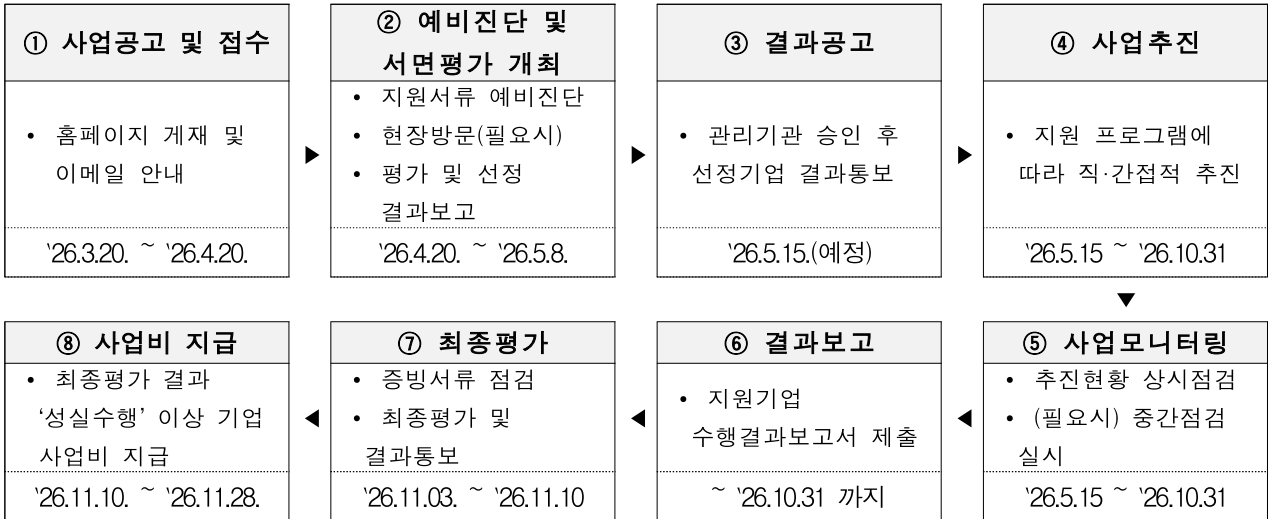 ① 사업공고 및 접수
• 홈페이지 게재 및
이메일 안내
'26.3.20. ~ '26.4.20.
▶
② 예비진단 및
서면평가 개최
• 지원서류 예비진단
• 현장방문(필요시)
• 평가 및 선정
결과보고
'26.4.20. ~ '26.5.8.
▶
③ 결과공고
• 관리기관 승인 후
선정기업 결과통보
'26.5.15.(예정)
▶
④ 사업추진
• 지원 프로그램에
따라 직·간접적 추진
'26.5.15 ~ '26.10.31
▼
⑤ 사업모니터링
• 추진현황 상시점검
• (필요시) 중간점검
실시
'26.5.15 ~ '26.10.31
◀
⑥ 결과보고
• 지원기업
수행결과보고서 제출
~ '26.10.31 까지
◀
⑦ 최종평가
• 증빙서류 점검
• 최종평가 및
결과통보
'26.11.03. ~ '26.11.10
◀
⑧ 사업비 지급
• 최종평가 결과
‘성실수행’ 이상 기업
사업비 지급
'26.11.10. ~ '26.11.28.